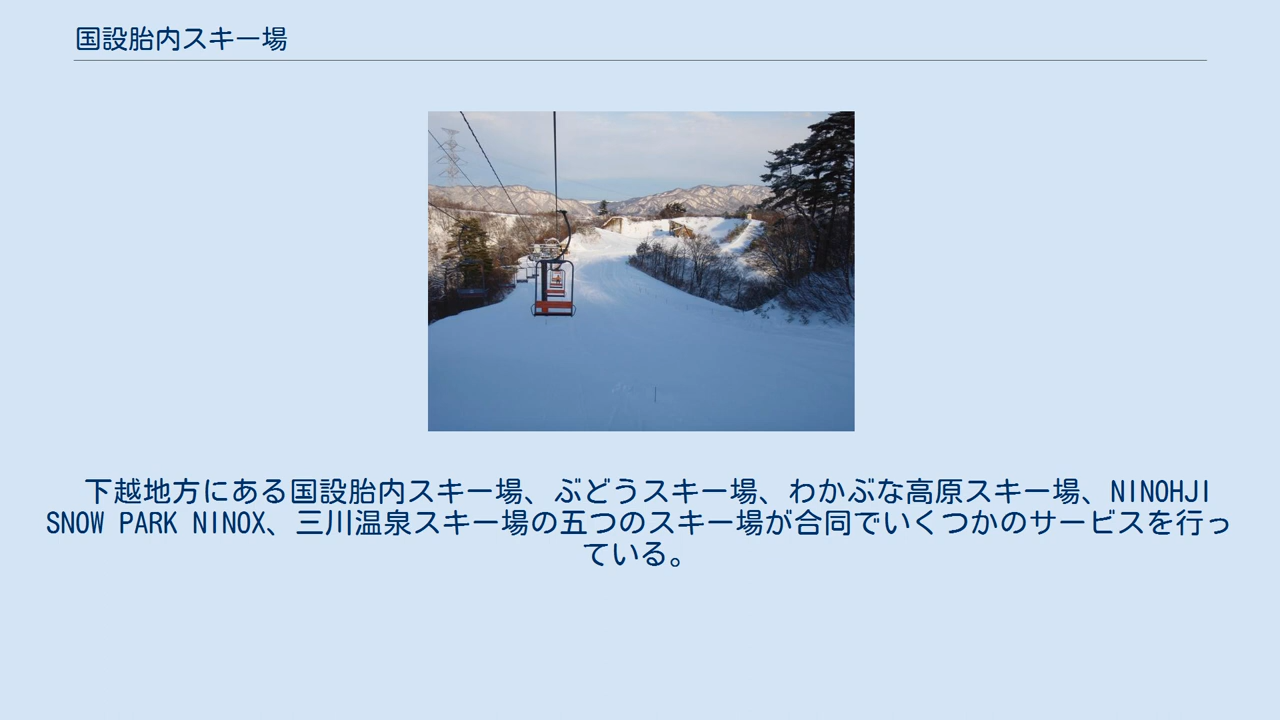 国設胎内スキー場
下越地方にある国設胎内スキー場、ぶどうスキー場、わかぶな高原スキー場、NINOHJI
SNOW PARK NINOX、三川温泉スキー場の五つのスキー場が合同でいくつかのサービスを行っ
ている。